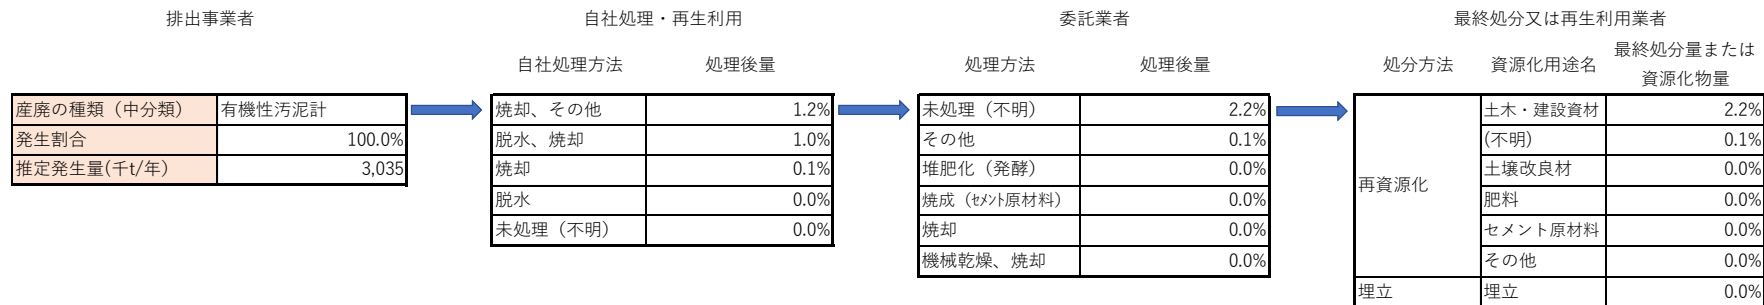 排出事業者
自社処理・再生利用
委託業者
最終処分又は再生利用業者
自社処理方法 処理後量
処理方法 処理後量
処分方法 資源化用途名 最終処分量または
資源化物量
産廃の種類（中分類） 有機性汚泥計
発生割合 100.0%
推定発生量(千t/年) 3,035
焼却、その他 1.2%
脱水、焼却 1.0%
焼却 0.1%
脱水 0.0%
未処理（不明） 0.0%
未処理（不明） 2.2%
その他 0.1%
堆肥化（発酵） 0.0%
焼成（ｾﾒﾝﾄ原材料） 0.0%
焼却 0.0%
機械乾燥、焼却 0.0%
再資源化
土木・建設資材 2.2%
(不明) 0.1%
土壌改良材 0.0%
肥料 0.0%
セメント原材料 0.0%
その他 0.0%
埋立 埋立 0.0%